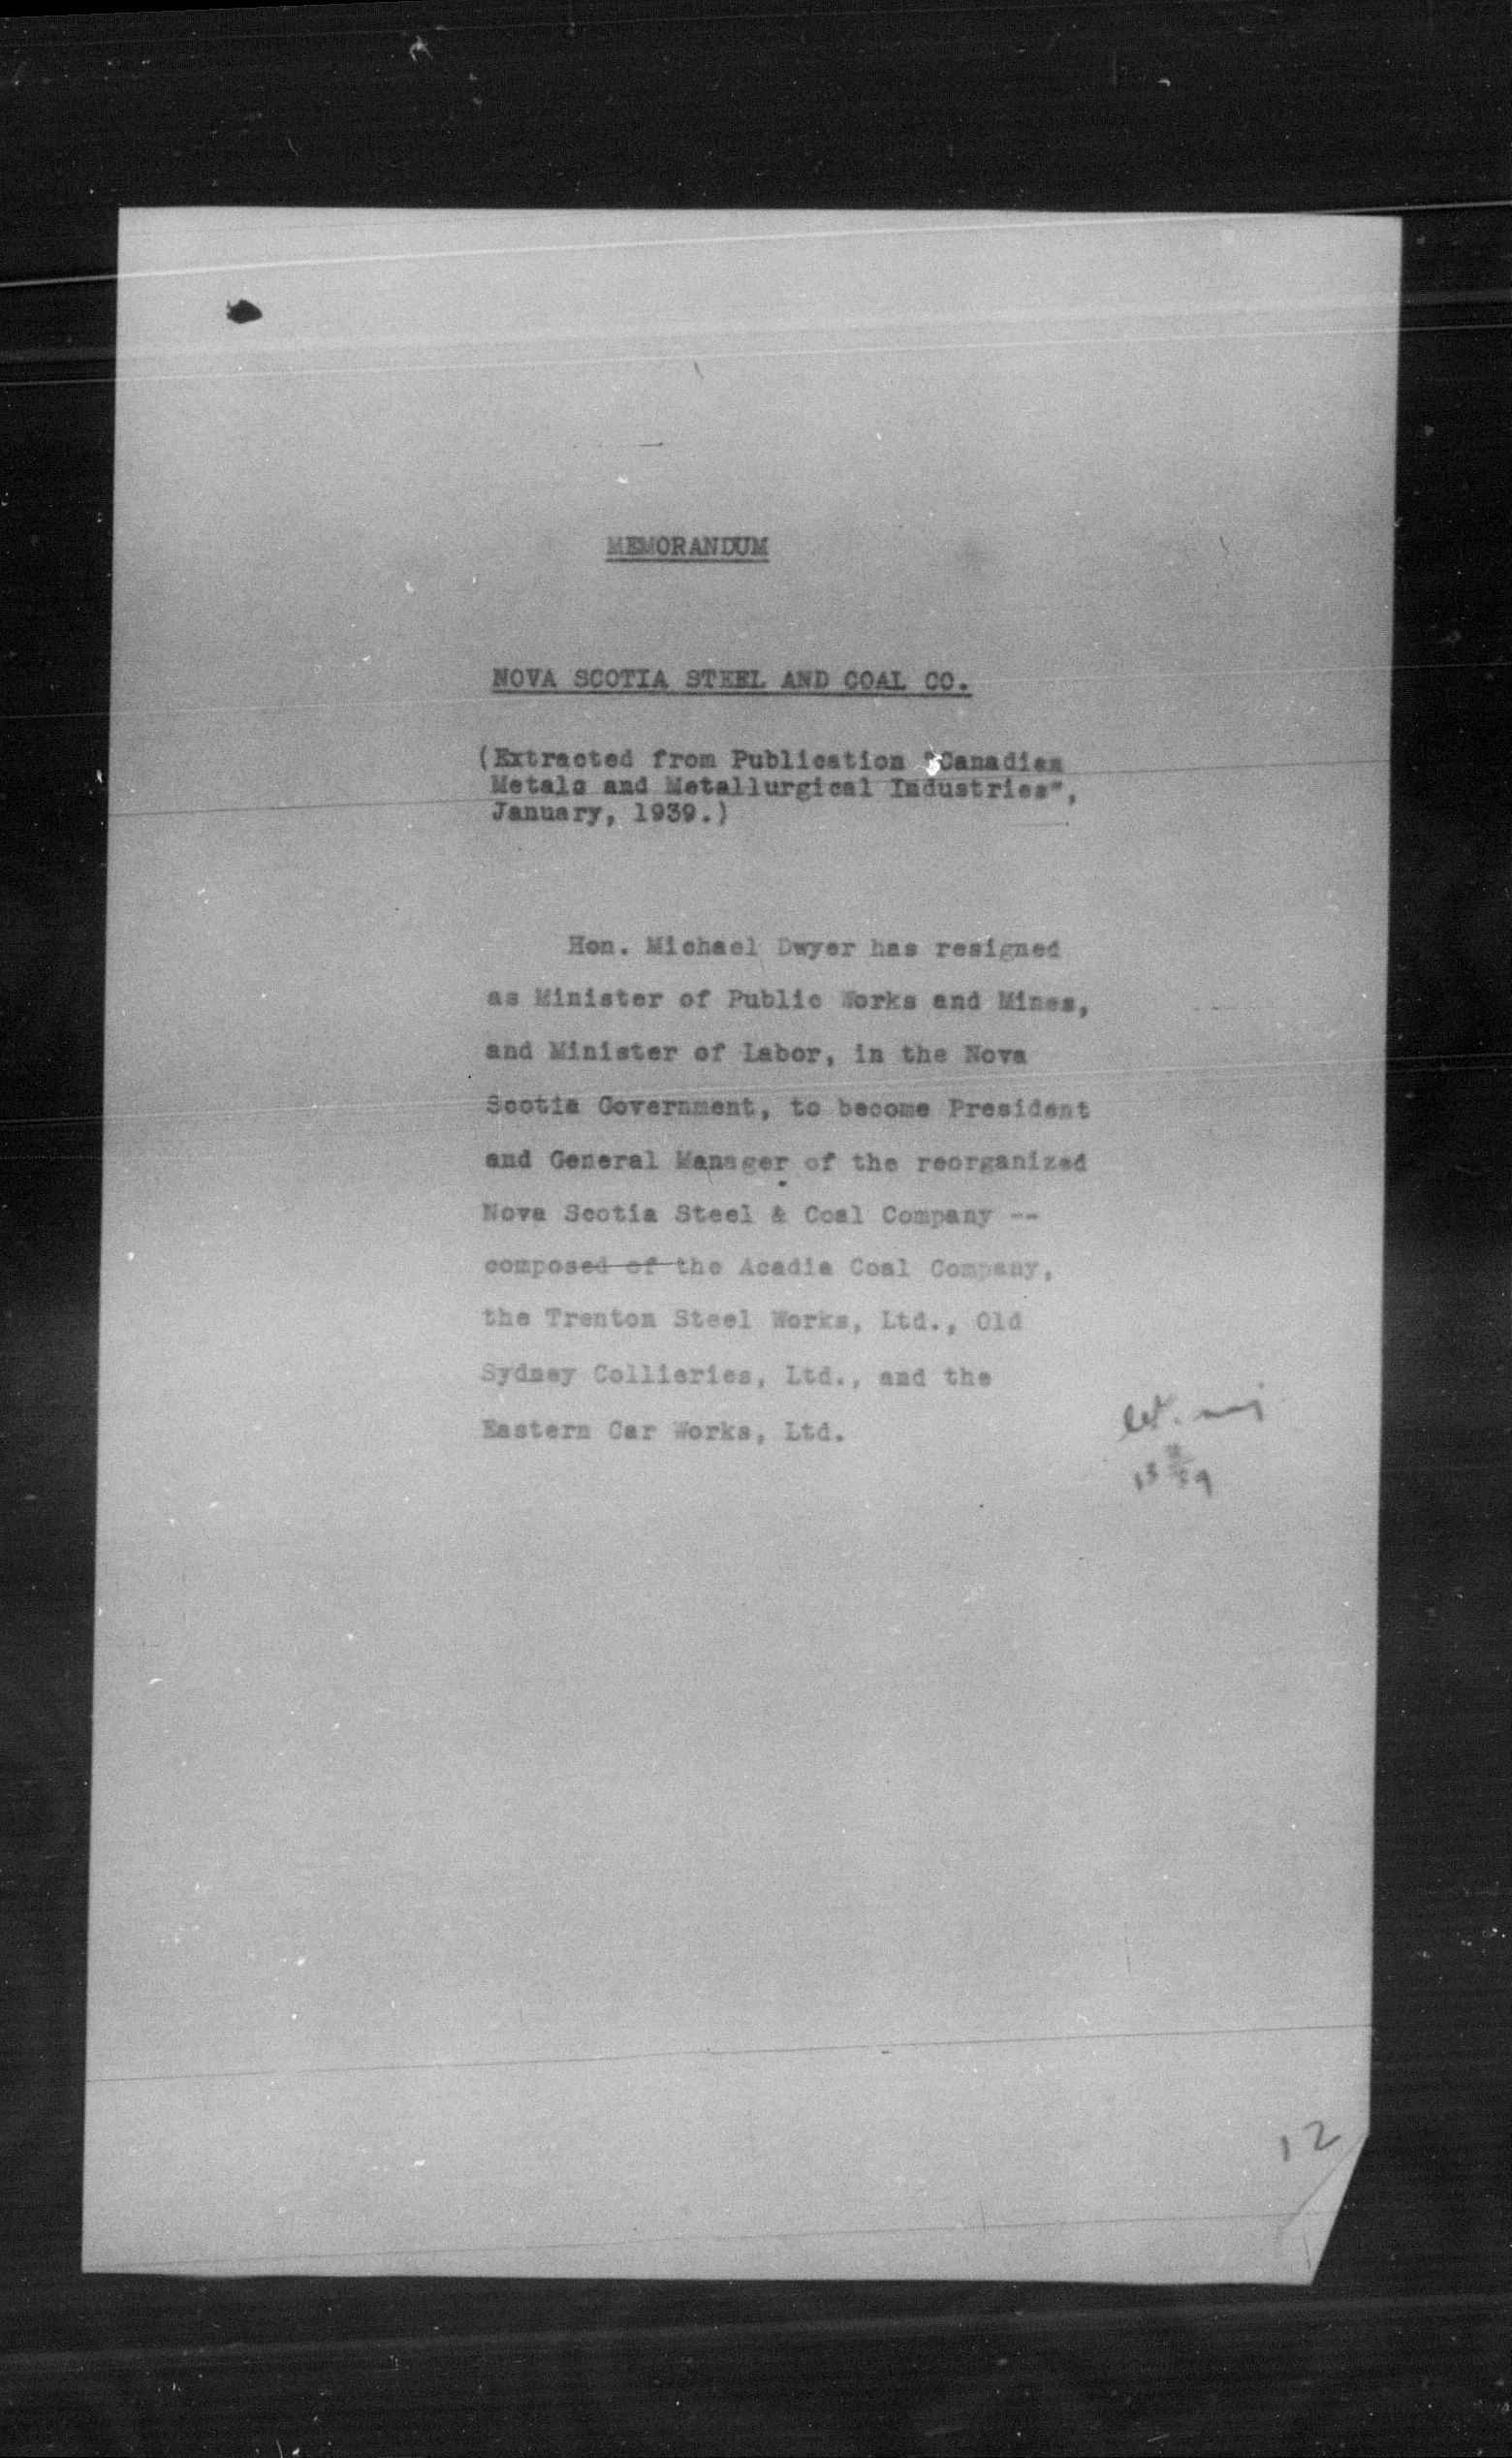 MEMORANDUM
NOVA SCOTIA STEEL AND COAL CO.
(Extracted from Publication "Canadian
Metals and Metallurgical Industries",
January, 1939.)
Hon. Michael Dwyer has resigned
as Minister of Public Works and Mines,
and Minister of Labor, in the Nova
Scotia Government, to become President
and General Manager of the reorganized
Nova Scotia Steel & Coal Company --
composed of the Acadia Coal Company,
the Trenton Steel Works, Ltd., Old
Sydney Collieries, Ltd., and the
Eastern Car Works, Ltd.
12